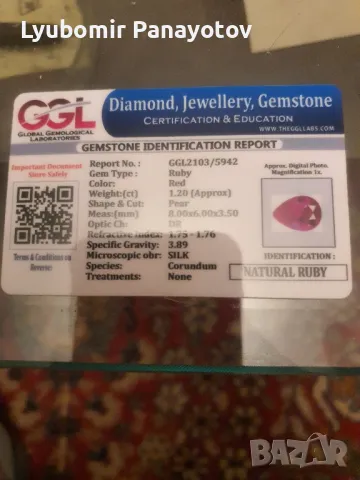 Lyubomir Panayotov
GGL
GLOBAL GEMOLOGICAL
LABORATORIES
Diamond, Jewellery, Gemstone
CERTIFICATION & EDUCATION
WWW.THEGGLLABS.COM
GEMSTONE IDENTIFICATION REPORT
Important Document
Store Safely
Terms & Conditions on
Reverse
Report No. : GGL2103/5942
Gem Type : Ruby
Color : Red
Weight(ct) : 1.20 (Approx)
Shape & Cut : Pear
Meas.(mm) : 8.00x6.00x3.50
Optic Ch : DR
Refractive Index: 1.75 - 1.76
Specific Gravity: 3.89
Microscopic obr: SILK
Species : Corundum
Treatments : None
Approx. Digital Photo.
Magnification 1x.
IDENTIFICATION :
NATURAL RUBY
BAZAR
bg